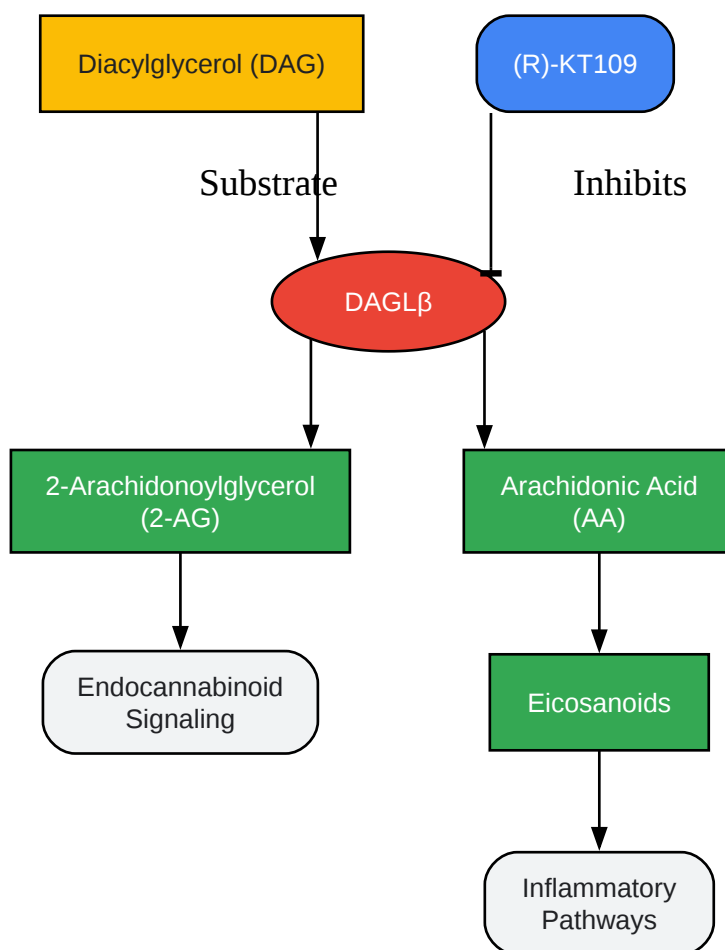 Diacylglycerol (DAG)
(R)-KT109
Substrate
Inhibits
DAGLβ
2-Arachidonoylglycerol
(2-AG)
Arachidonic Acid
(AA)
Endocannabinoid
Signaling
Eicosanoids
Inflammatory
Pathways